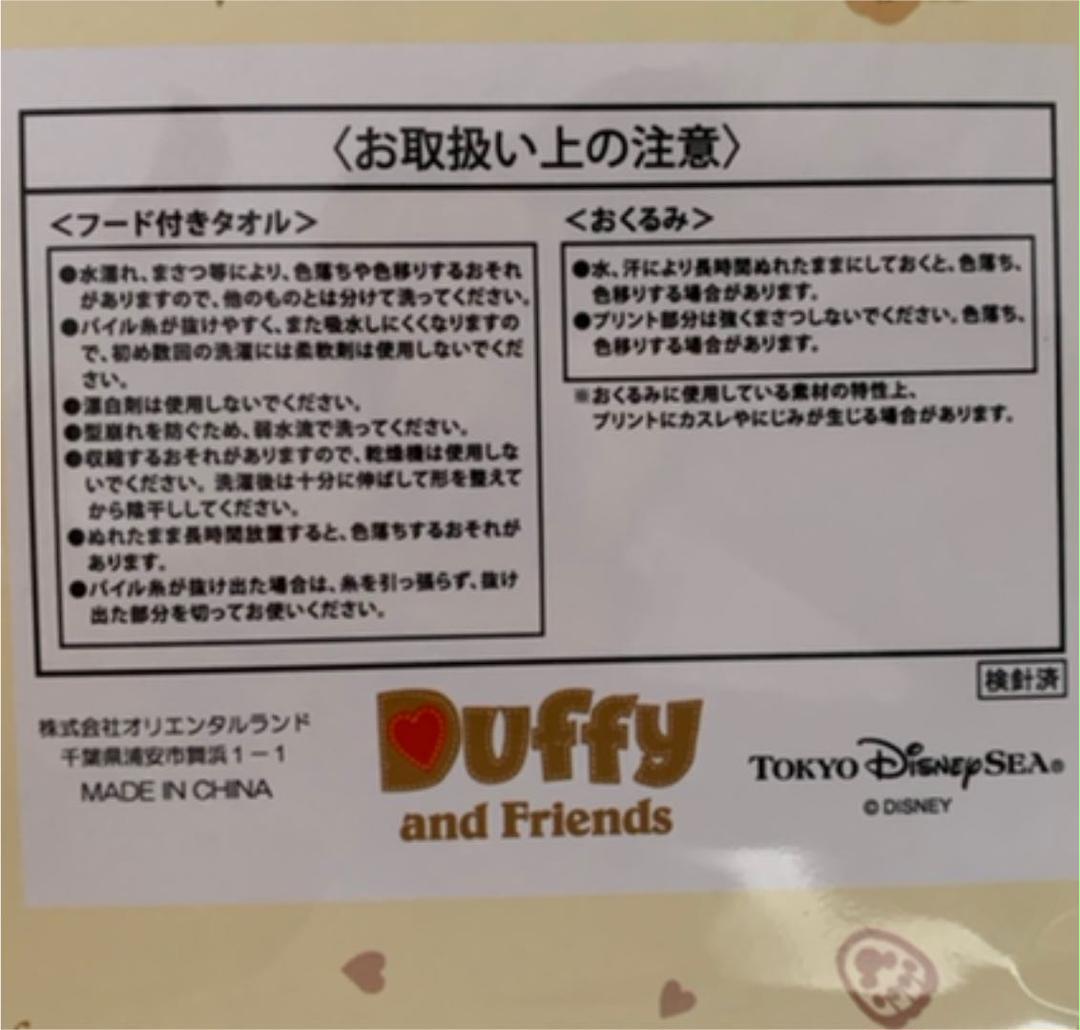 〈お取扱い上の注意〉
＜フード付きタオル＞
●水濡れ、まさつ等により、色落ちや色移りするおそれ
がありますので、他のものとは分けて洗ってください。
●パイル糸が抜けやすく、また吸水しにくくなりますの
で、初め数回の洗濯には柔軟剤は使用しないでくだ
さい。
●漂白剤は使用しないでください。
●型崩れを防ぐため、弱水流で洗ってください。
●収縮するおそれがありますので、乾燥機は使用しな
いでください。洗濯後は十分に伸ばして形を整えて
から陰干ししてください。
●ぬれたまま長時間放置すると、色落ちするおそれが
あります。
●パイル糸が抜け出た場合は、糸を引っ張らず、抜け
出た部分を切ってお使いください。
＜おくるみ＞
●水、汗により長時間ぬれたままにしておくと、色落ち、
色移りする場合があります。
●プリント部分は強くまさつしないでください。色落ち、
色移りする場合があります。
※おくるみに使用している素材の特性上、
プリントにカスレやにじみが生じる場合があります。
検針済
株式会社オリエンタルランド
千葉県浦安市舞浜1-1
MADE IN CHINA
Duffy
and Friends
TOKYO DISNEYSEA®
© DISNEY